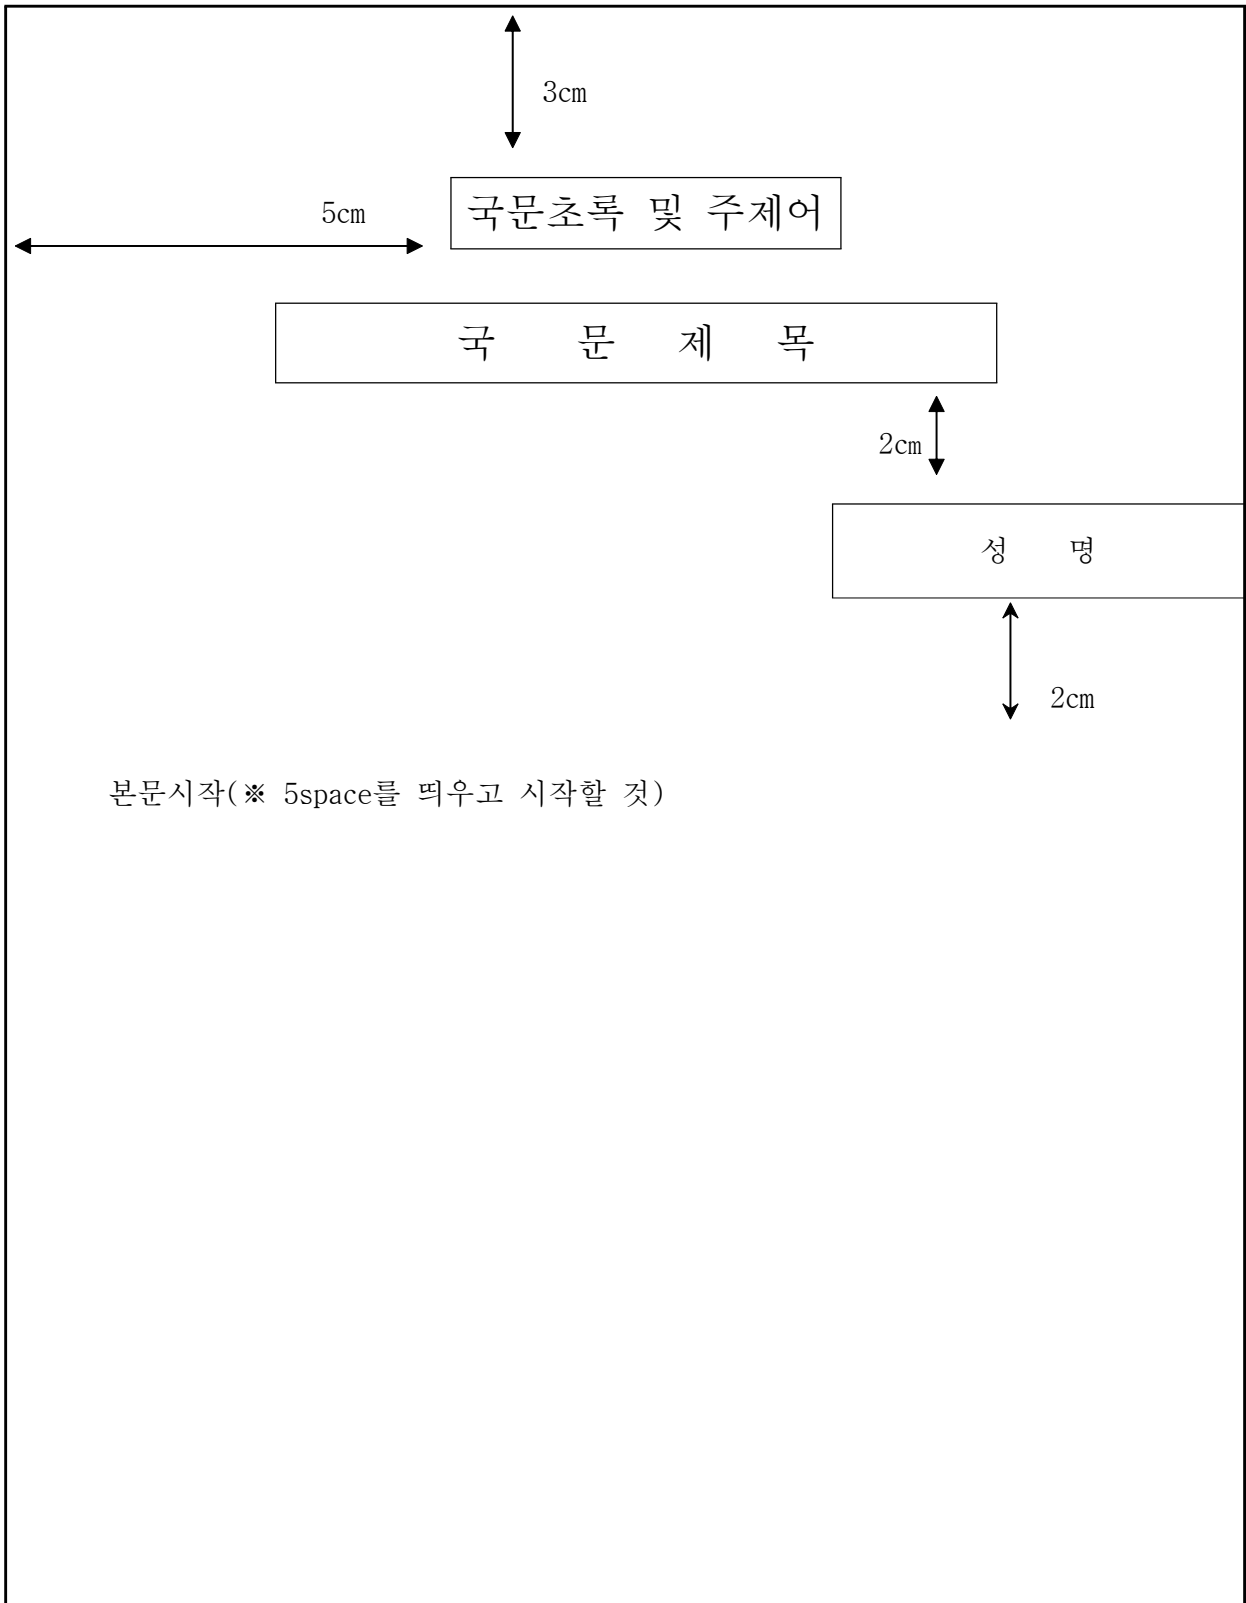 3cm
5cm
국문초록 및 주제어
국 문 제 목
2cm
성 명
2cm
본문시작(※ 5space를 띄우고 시작할 것)